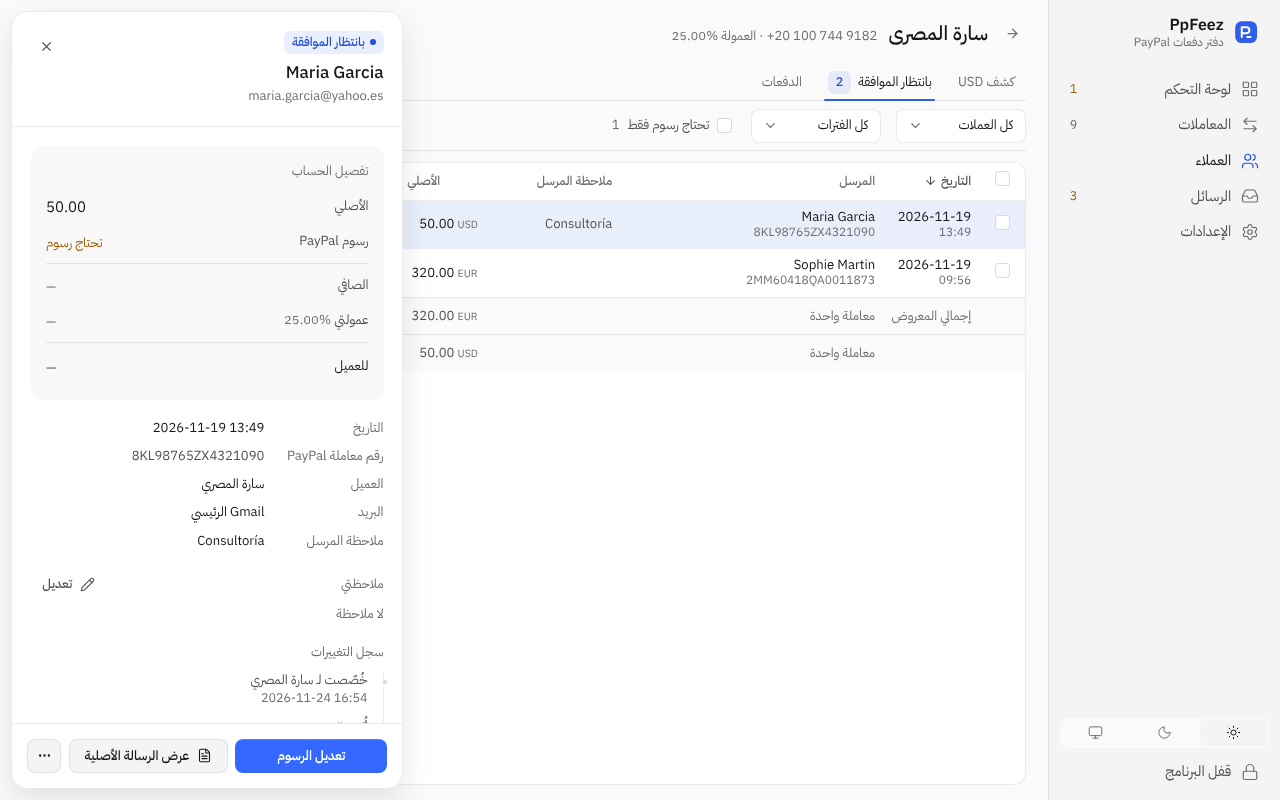 PpFeez
دفتر دفعات PayPal
لوحة التحكم 1
المعاملات 9
العملاء
الرسائل 3
الإعدادات
قفل البرنامج
سارة المصري
+20 100 744 9182 · العمولة 25.00%
كشف USD
بانتظار الموافقة 2
الدفعات
كل العملات
كل الفترات
تحتاج رسوم فقط 1
التاريخ ↓ المرسل ملاحظة المرسل الأصلي
2026-11-19 Maria Garcia Consultoría 50.00 USD
13:49 8KL98765ZX4321090
2026-11-19 Sophie Martin 320.00 EUR
09:56 2MM60418QA0011873
إجمالي المعروض معاملة واحدة 320.00 EUR
معاملة واحدة 50.00 USD
بانتظار الموافقة
Maria Garcia
maria.garcia@yahoo.es
تفصيل الحساب
الأصلي 50.00
رسوم PayPal تحتاج رسوم
الصافي –
عمولتي 25.00% –
للعميل –
التاريخ 2026-11-19 13:49
رقم معاملة PayPal 8KL98765ZX4321090
العميل سارة المصري
البريد Gmail الرئيسي
ملاحظة المرسل Consultoría
ملاحظتي تعديل
لا ملاحظة
سجل التغييرات
خُصّصت لـ سارة المصري
2026-11-24 16:54
تعديل الرسوم
عرض الرسالة الأصلية